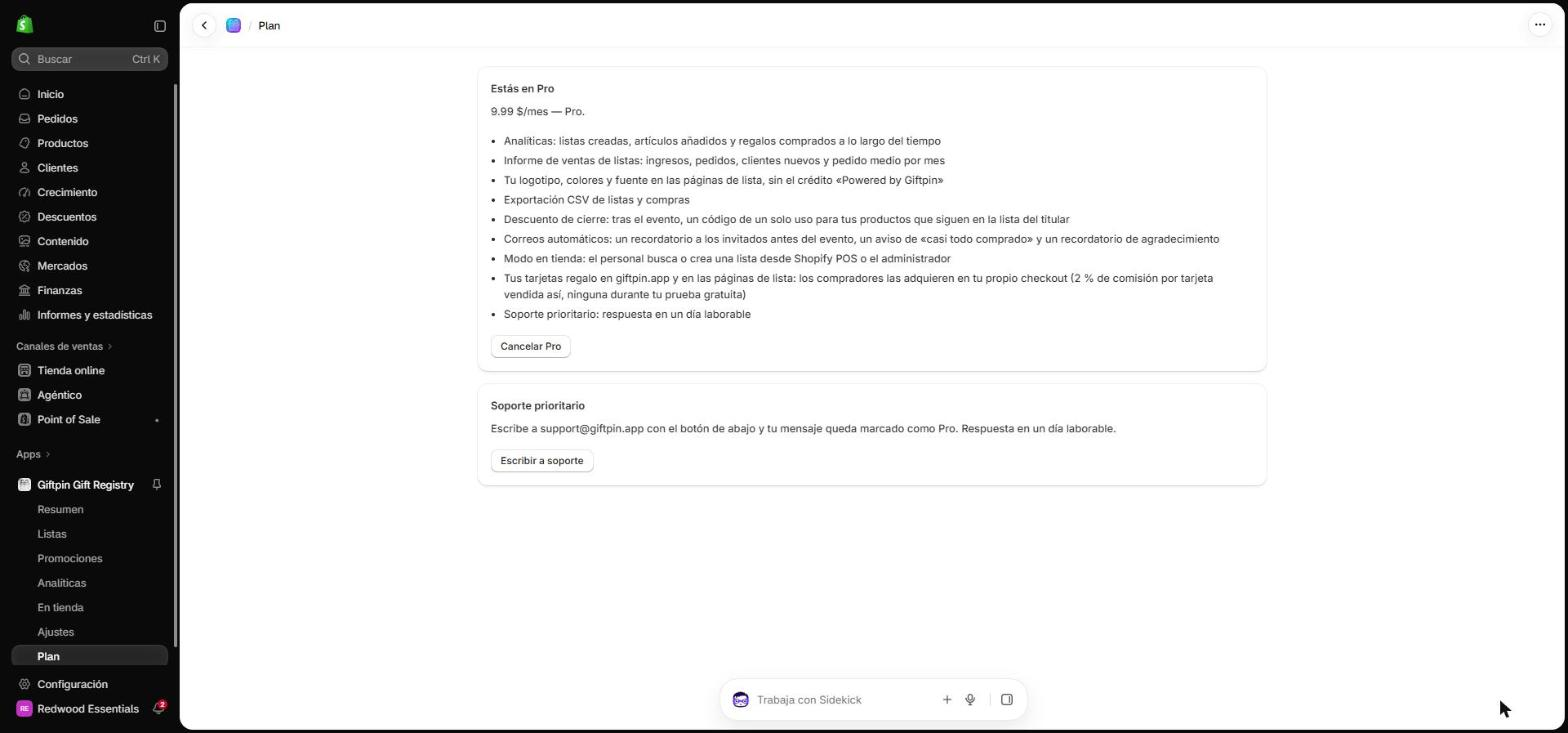 Plan
Buscar
Ctrl K
Inicio
Pedidos
Productos
Clientes
Crecimiento
Descuentos
Contenido
Mercados
Finanzas
Informes y estadísticas
Canales de ventas
Tienda online
Agéntico
Point of Sale
Apps
Giftpin Gift Registry
Resumen
Listas
Promociones
Analíticas
En tienda
Ajustes
Plan
Configuración
RE
Redwood Essentials
2
Estás en Pro
9.99 $/mes — Pro.
• Analíticas: listas creadas, artículos añadidos y regalos comprados a lo largo del tiempo
• Informe de ventas de listas: ingresos, pedidos, clientes nuevos y pedido medio por mes
• Tu logotipo, colores y fuente en las páginas de lista, sin el crédito «Powered by Giftpin»
• Exportación CSV de listas y compras
• Descuento de cierre: tras el evento, un código de un solo uso para tus productos que siguen en la lista del titular
• Correos automáticos: un recordatorio a los invitados antes del evento, un aviso de «casi todo comprado» y un recordatorio de agradecimiento
• Modo en tienda: el personal busca o crea una lista desde Shopify POS o el administrador
• Tus tarjetas regalo en giftpin.app y en las páginas de lista: los compradores las adquieren en tu propio checkout (2 % de comisión por tarjeta
vendida así, ninguna durante tu prueba gratuita)
• Soporte prioritario: respuesta en un día laborable
Cancelar Pro
Soporte prioritario
Escribe a support@giftpin.app con el botón de abajo y tu mensaje queda marcado como Pro. Respuesta en un día laborable.
Escribir a soporte
Trabaja con Sidekick